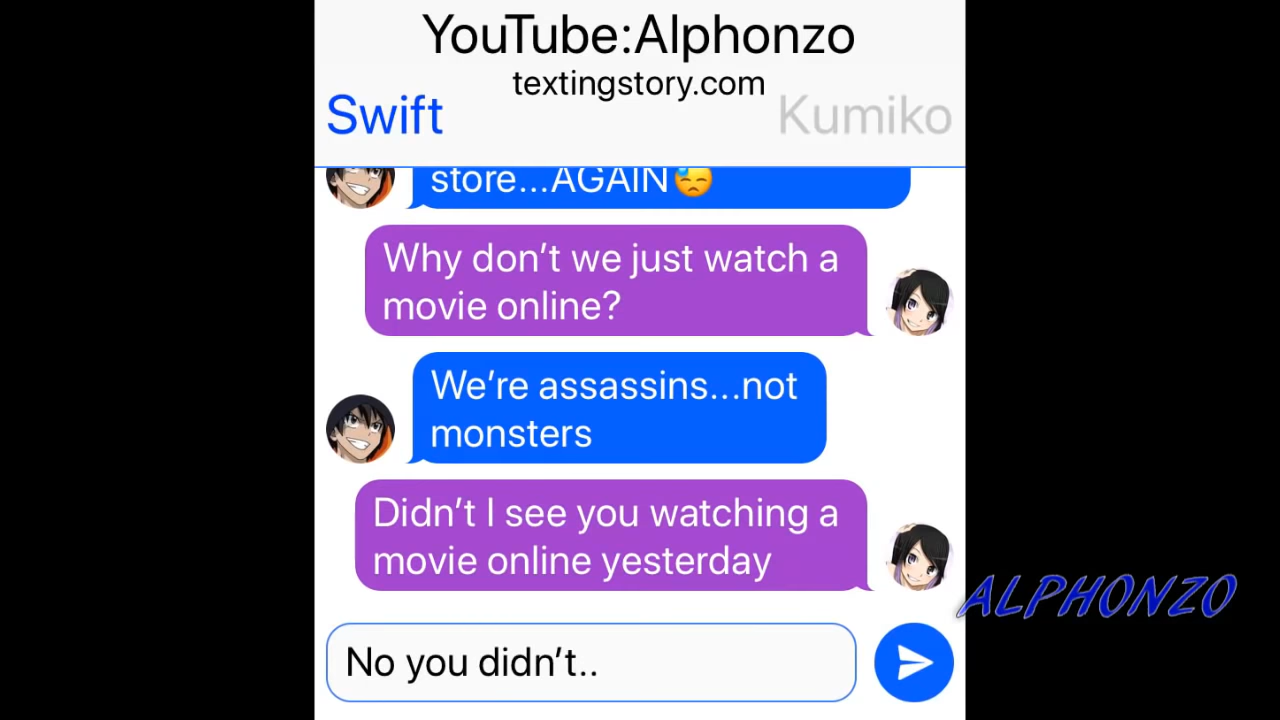 YouTube:Alphonzo
textingstory.com
Swift
Kumiko
store...AGAIN😓
Why don’t we just watch a
movie online?
We’re assassins...not
monsters
Didn’t I see you watching a
movie online yesterday
ALPHONZO
No you didn’t..